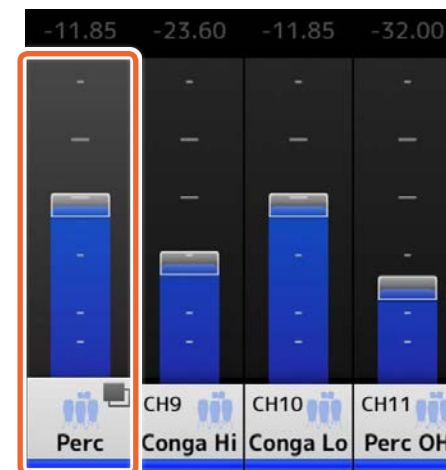 -11.85 -23.60 -11.85 -32.00
CH9 CH10 CH11
Perc Conga Hi Conga Lo Perc OH